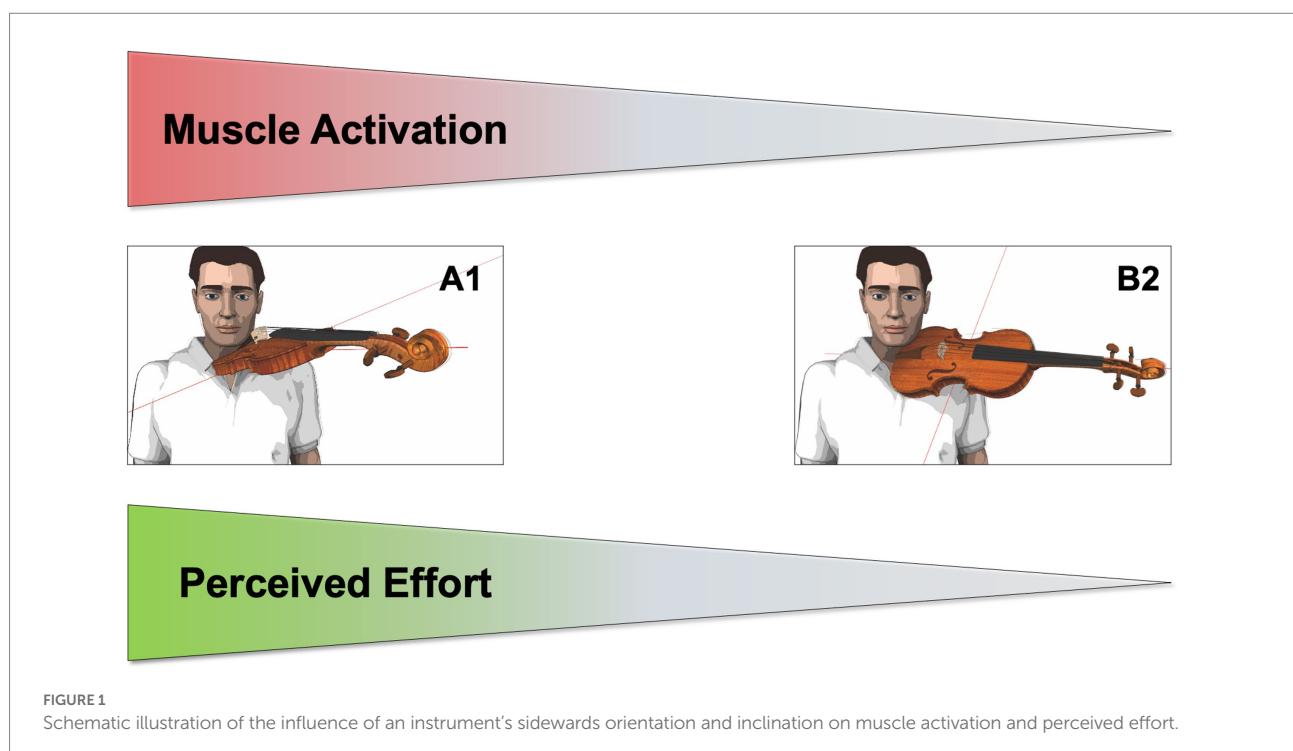 Muscle Activation
A1
B2
Perceived Effort
FIGURE 1
Schematic illustration of the influence of an instrument's sidewards orientation and inclination on muscle activation and perceived effort.